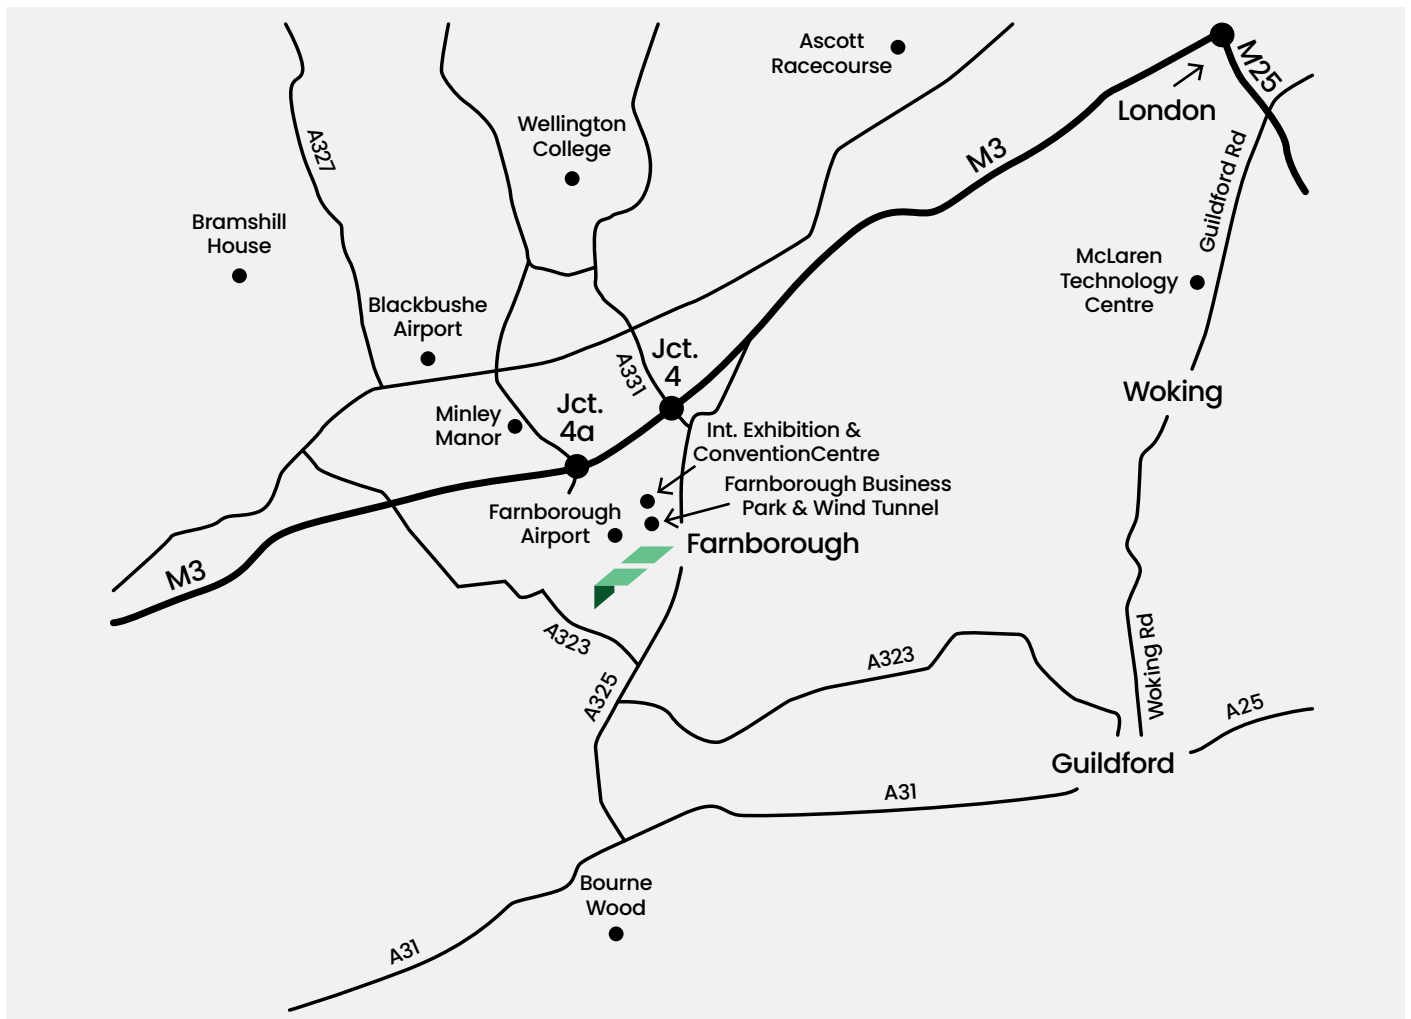 Ascott
Racecourse
M25
London
Wellington
College
A327
M3
Guildford Rd
Bramshill
House
McLaren
Technology
Centre
Blackbushe
Airport
Jct.
4
A331
Woking
Jct.
4a
Minley
Manor
Int. Exhibition &
ConventionCentre
Farnborough Business
Park & Wind Tunnel
Farnborough
Airport
Farnborough
M3
A323
A323
Woking Rd
A325
A25
Guildford
A31
Bourne
Wood
A31